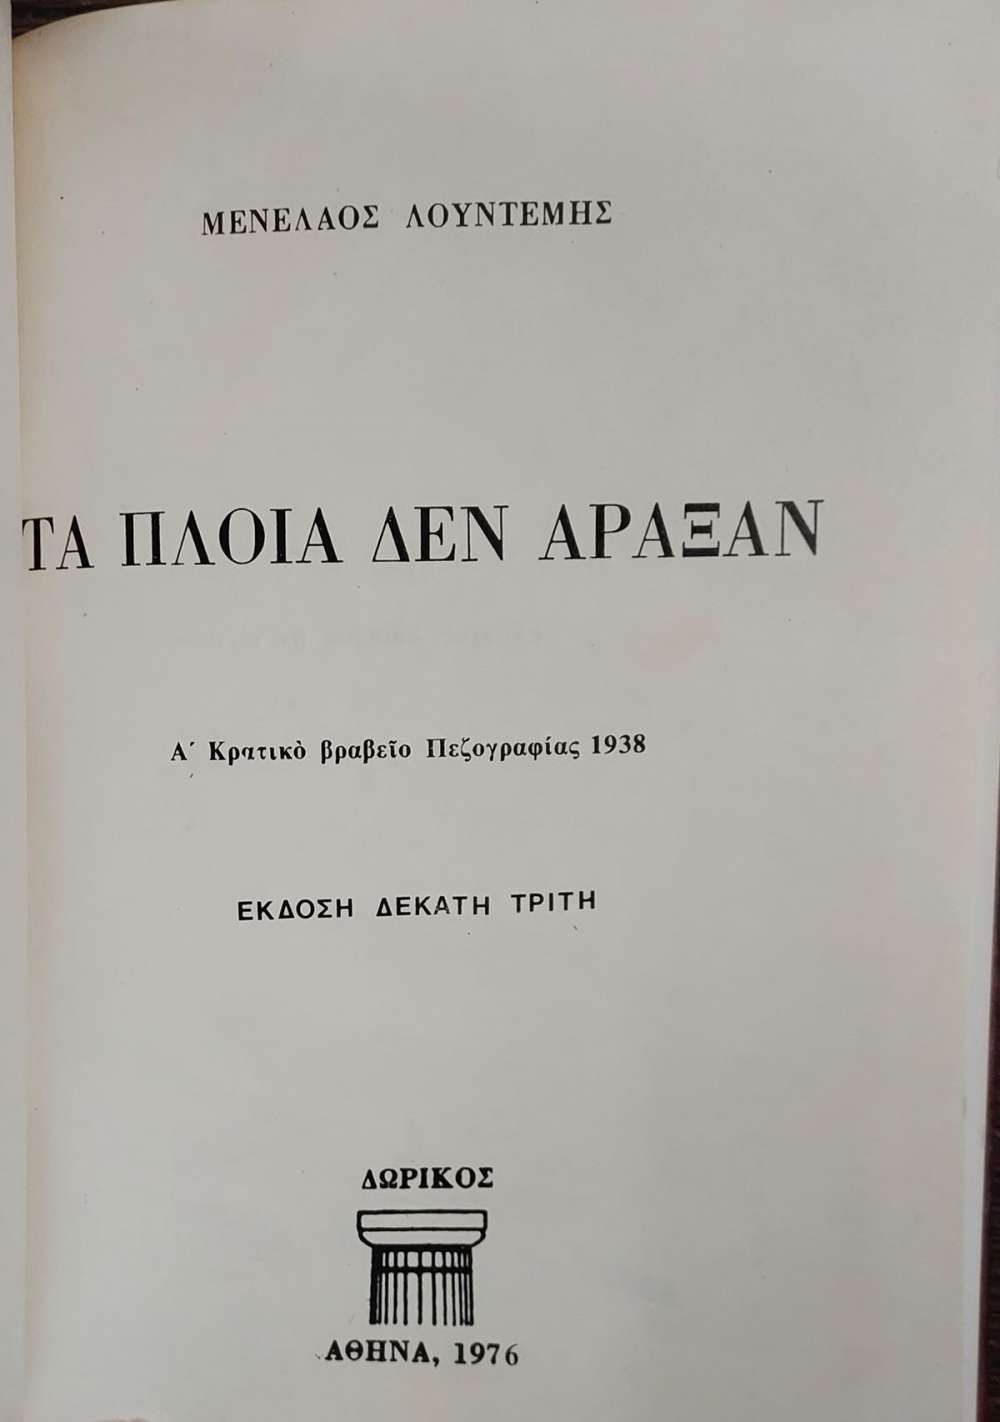 ΜΕΝΕΛΑΟΣ ΛΟΥΝΤΕΜΗΣ
ΤΑ ΠΛΟΙΑ ΔΕΝ ΑΡΑΞΑΝ
Α΄ Κρατικὸ βραβεῖο Πεζογραφίας 1938
ΕΚΔΟΣΗ ΔΕΚΑΤΗ ΤΡΙΤΗ
ΔΩΡΙΚΟΣ
ΑΘΗΝΑ, 1976